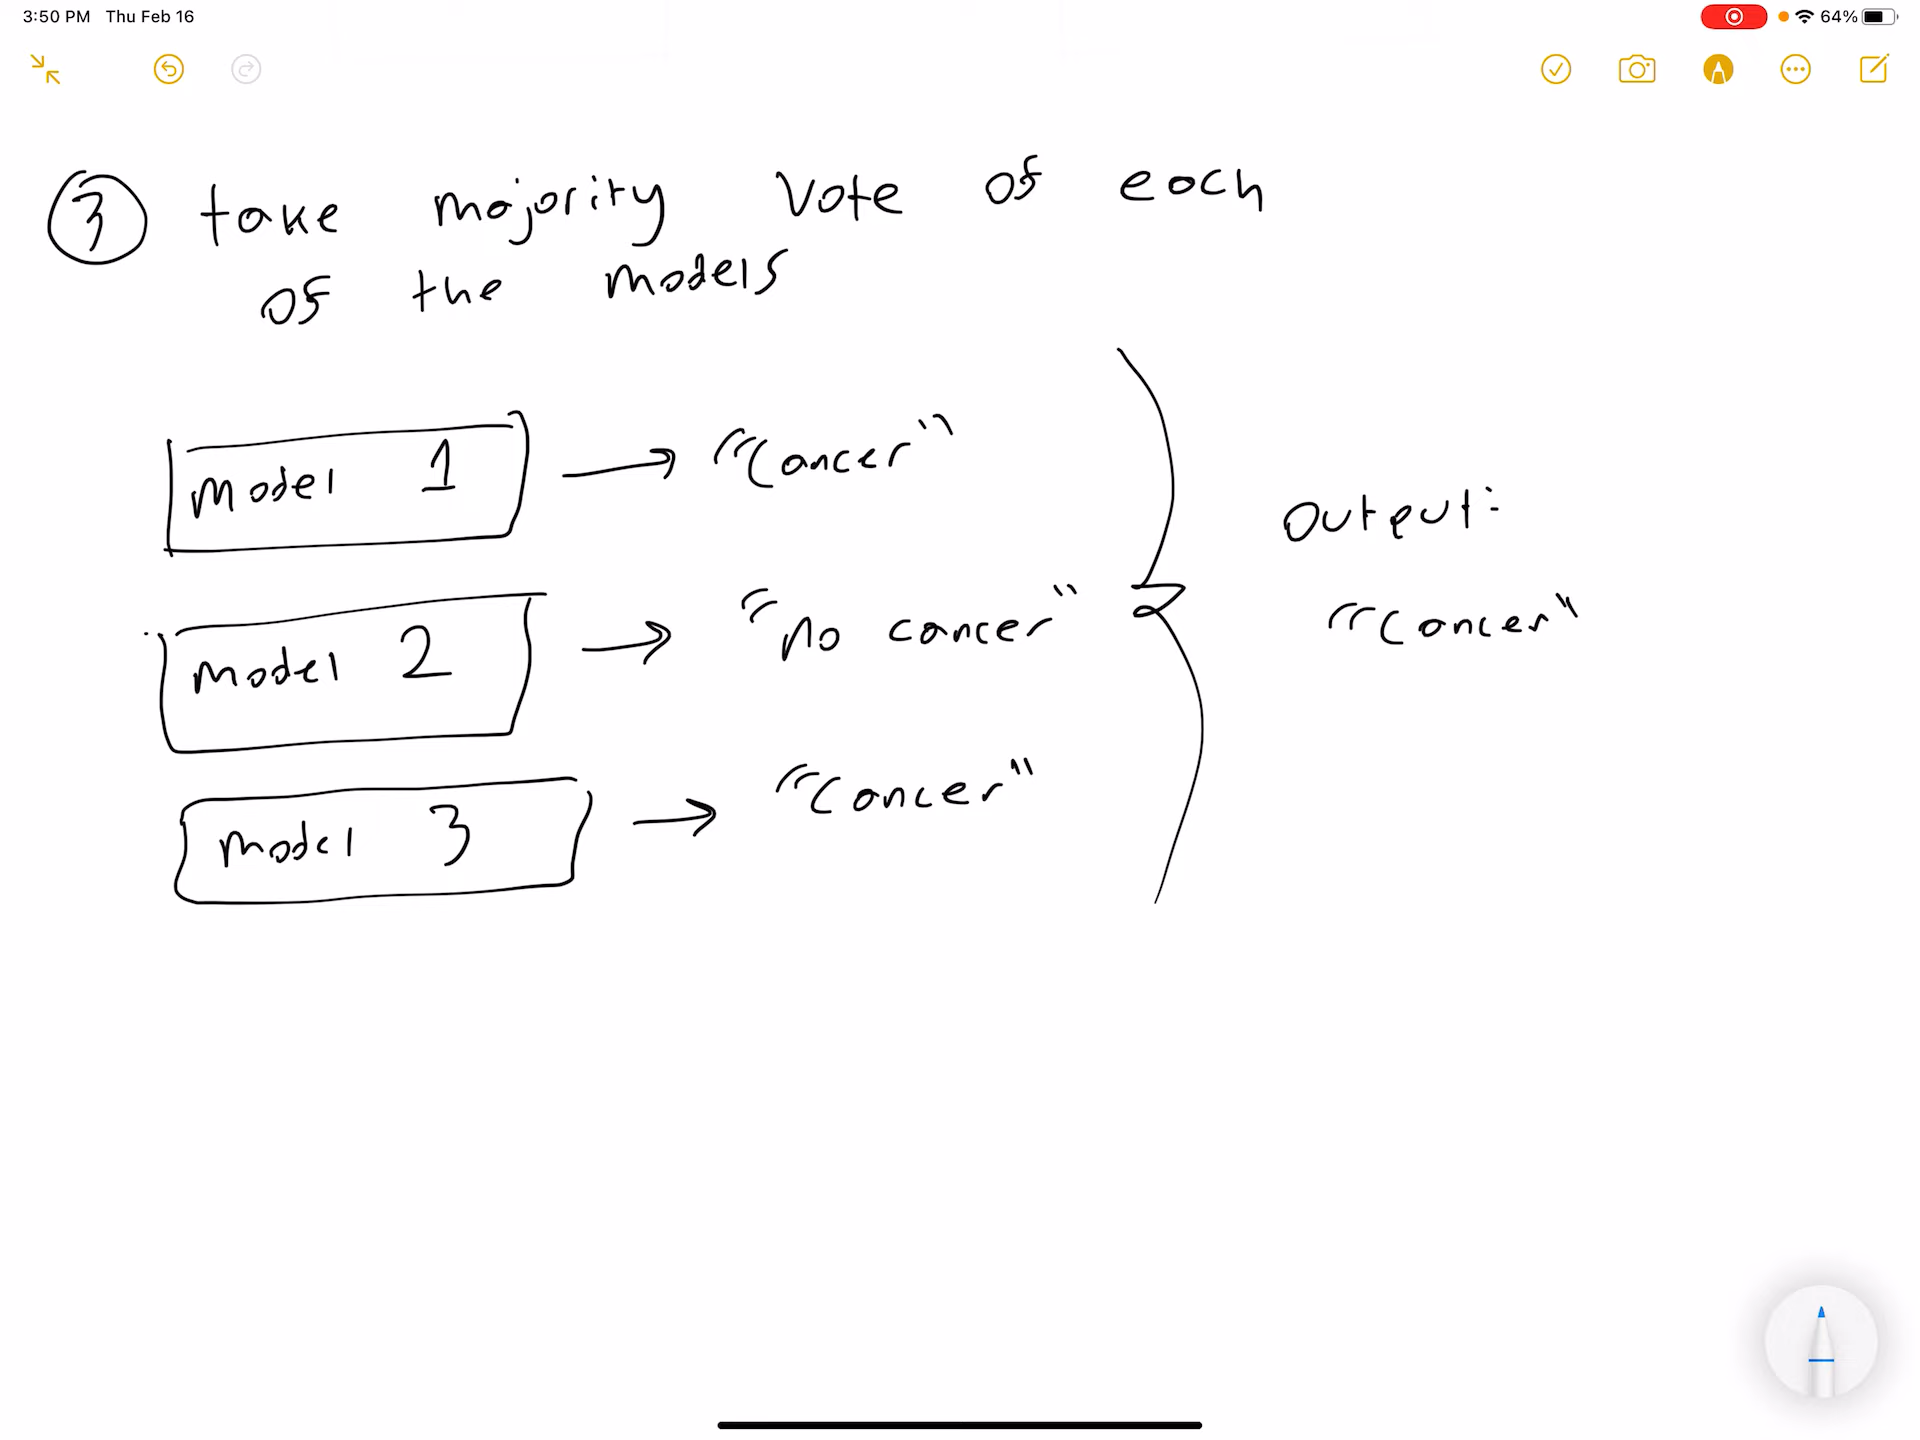 3:50 PM Thu Feb 16
64%
3 take majority vote of each
of the models
model 1 → "Cancer"
Output:
model 2 → "no cancer"
"Cancer"
model 3 → "Cancer"